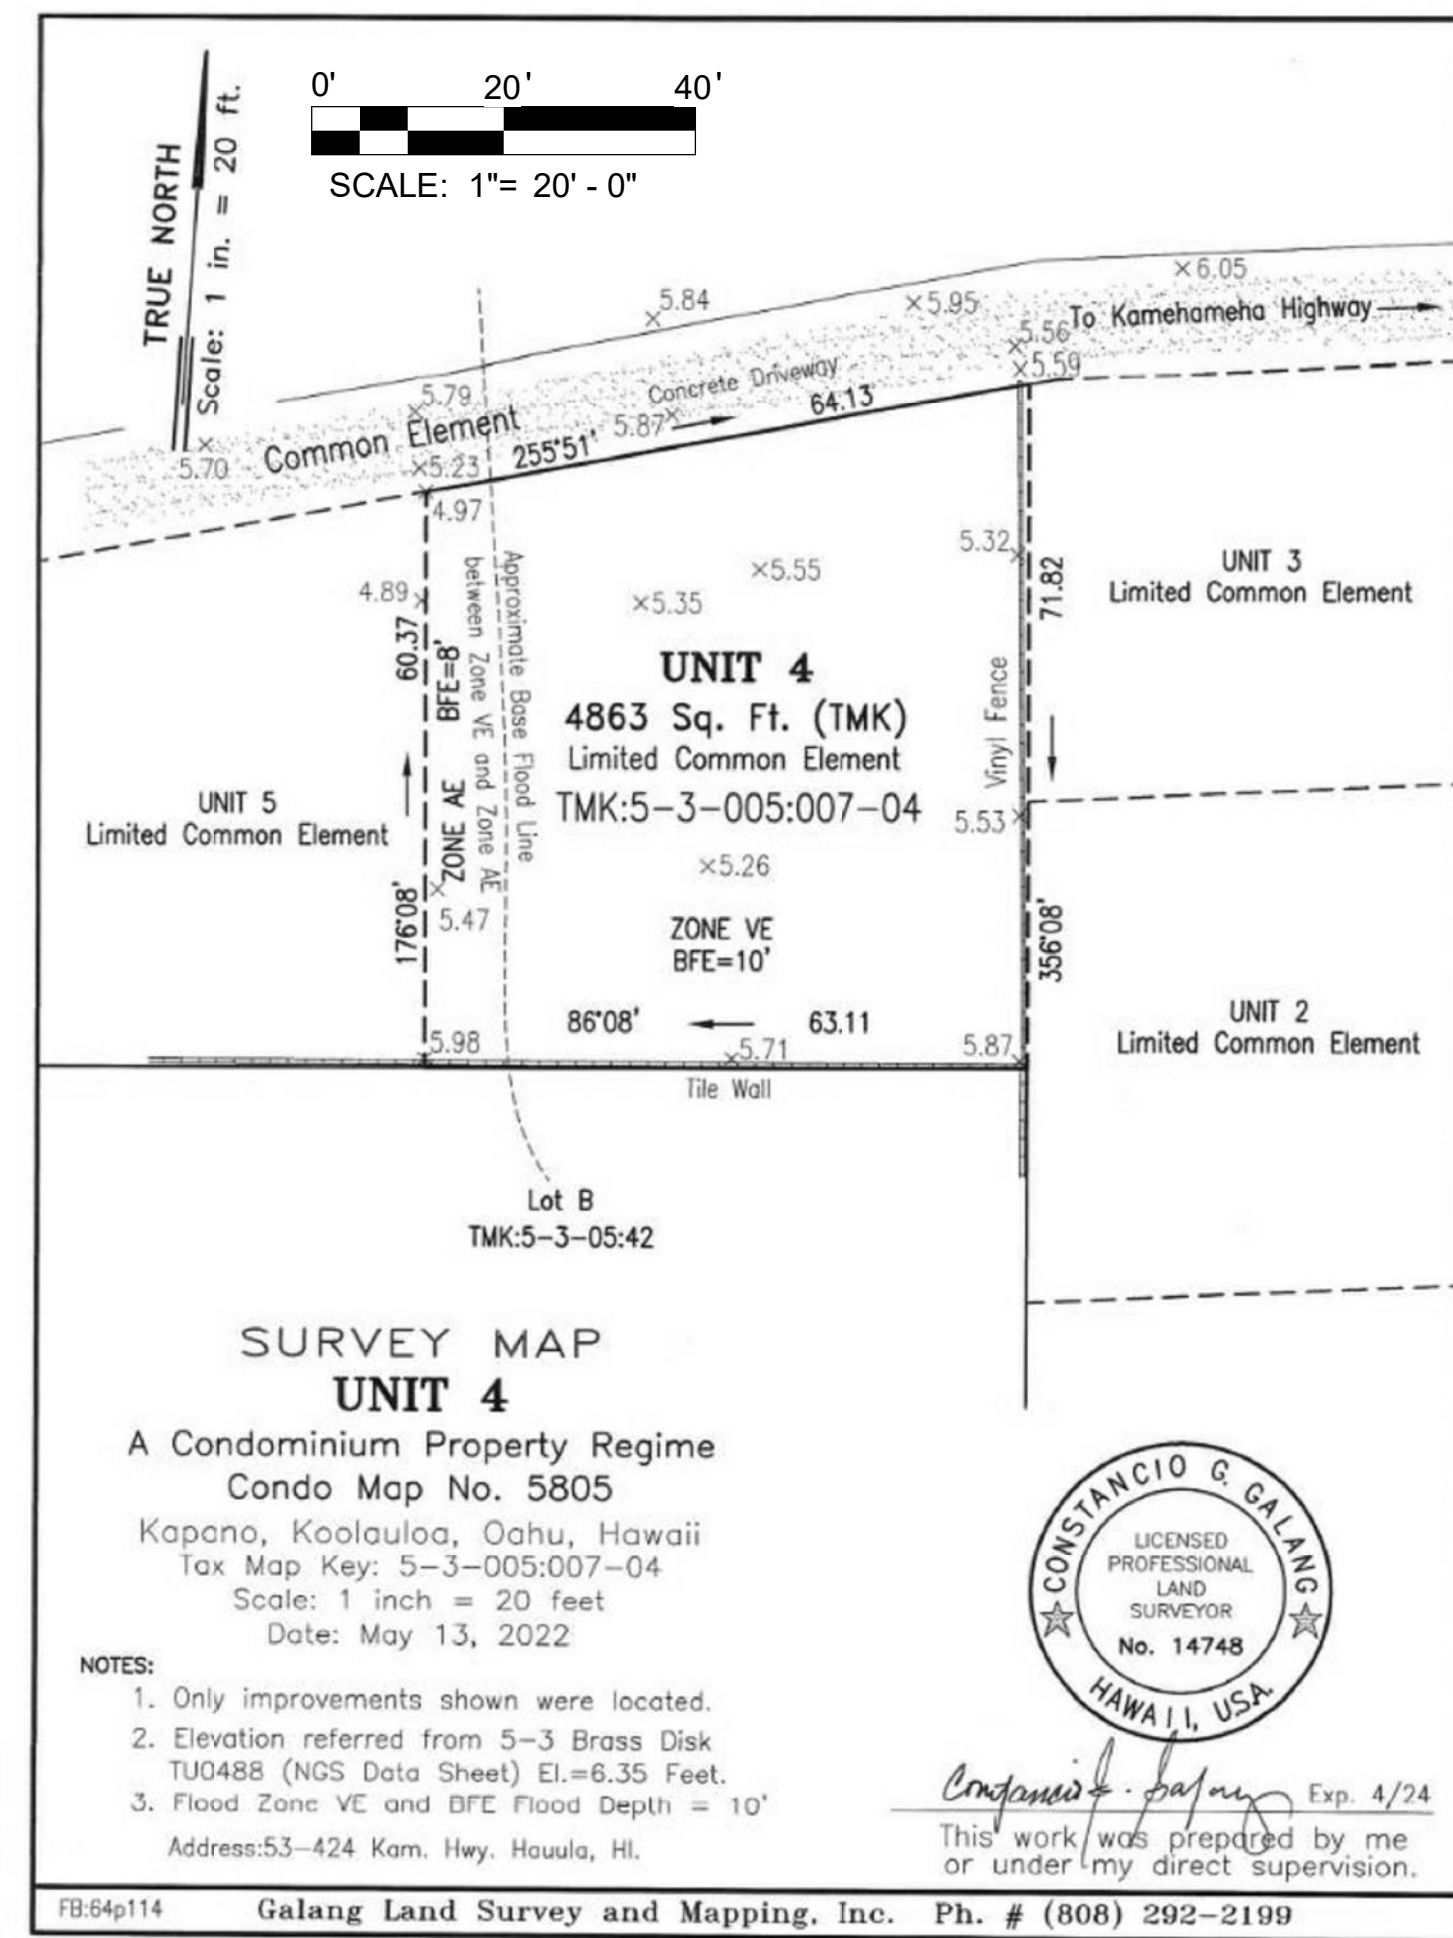 0' 20' 40'
SCALE: 1"= 20' - 0"
TRUE NORTH
Scale: 1 in. = 20 ft.
×6.05
5.84
×5.95
To Kamehameha Highway
5.56
5.59
5.79
Concrete Driveway
64.13
5.87
Common Element
255°51'
5.70
×5.23
4.97
5.32
×5.55
UNIT 3
Limited Common Element
4.89
×5.35
71.82
60.37
BFE=8'
ZONE AE
Approximate Base Flood Line
between Zone VE and Zone AE
UNIT 4
4863 Sq. Ft. (TMK)
Limited Common Element
TMK:5-3-005:007-04
Vinyl Fence
UNIT 5
Limited Common Element
5.53
×5.26
176°08'
5.47
ZONE VE
BFE=10'
356°08'
UNIT 2
Limited Common Element
86°08' 63.11
5.98
5.71
5.87
Tile Wall
Lot B
TMK:5-3-05:42
SURVEY MAP
UNIT 4
A Condominium Property Regime
Condo Map No. 5805
Kapano, Koolauloa, Oahu, Hawaii
Tax Map Key: 5-3-005:007-04
Scale: 1 inch = 20 feet
Date: May 13, 2022
NOTES:
1. Only improvements shown were located.
2. Elevation referred from 5-3 Brass Disk
TU0488 (NGS Data Sheet) El.=6.35 Feet.
3. Flood Zone VE and BFE Flood Depth = 10'
Address:53-424 Kam. Hwy. Hauula, HI.
CONSTANCIO G. GALANG
LICENSED
PROFESSIONAL
LAND
SURVEYOR
No. 14748
HAWAII, U.S.A.
Exp. 4/24
This work was prepared by me
or under my direct supervision.
FB:64p114
Galang Land Survey and Mapping, Inc. Ph. # (808) 292-2199